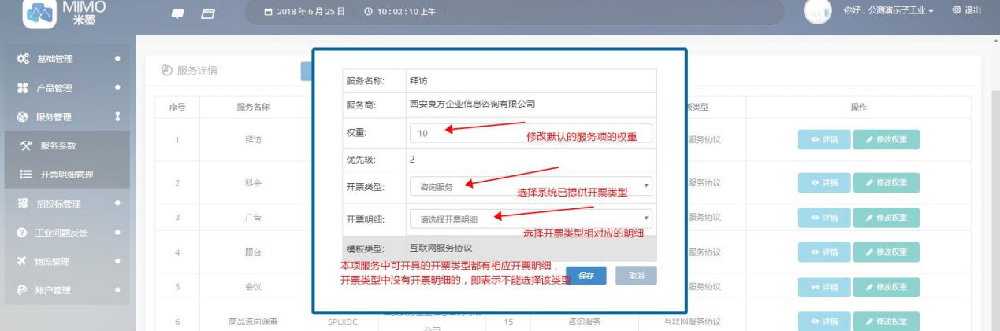 MIMO
米墨
2018 年 6 月 25 日
10 : 02 : 10 上午
你好，公测演示子工业
退出
基础管理
产品管理
服务管理
服务系数
开票明细管理
招投标管理
工业问题反馈
物流管理
账户管理
服务详情
序号 服务名称 板类型 操作
1 拜访 服务协议 详情 修改权重
2 科会 服务协议 详情 修改权重
3 广告 服务协议 详情 修改权重
4 跟台 服务协议 详情 修改权重
5 会议 服务协议 详情 修改权重
6 商品流向调查 SPLXDC 公司 15 咨询服务 互联网服务协议 详情 修改权重
服务名称: 拜访
服务商: 西安良方企业信息咨询有限公司
权重: 10
修改默认的服务项的权重
优先级: 2
开票类型: 咨询服务
选择系统已提供开票类型
开票明细: 请选择开票明细
选择开票类型相对应的明细
模板类型: 互联网服务协议
本项服务中可开具的开票类型都有相应开票明细，
开票类型中没有开票明细的，即表示不能选择该类型
保存 取消